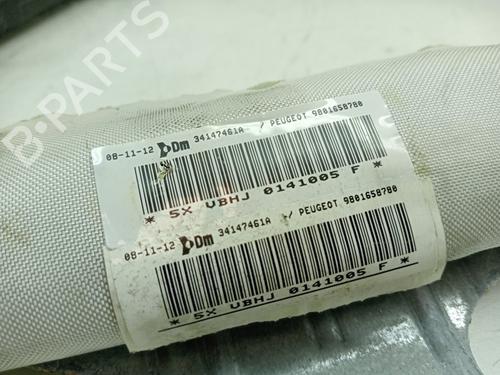 B-PARTS
08-11-12 Dm 34147461A / PEUGEOT 9801658780
* 5X VBHJ 0141005 F *
08-11-12 Dm 34147461A / PEUGEOT 9801658780
* 5X VBHJ 0141005 F *